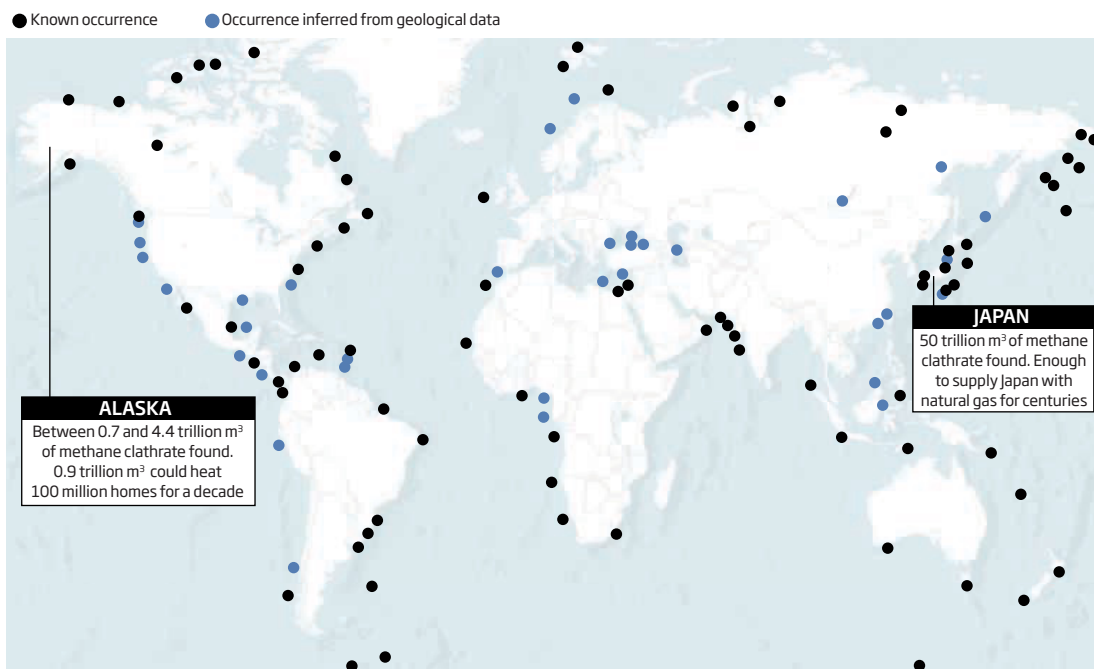 Known occurrence
Occurrence inferred from geological data
ALASKA
Between 0.7 and 4.4 trillion m³
of methane clathrate found.
0.9 trillion m³ could heat
100 million homes for a decade
JAPAN
50 trillion m³ of methane
clathrate found. Enough
to supply Japan with
natural gas for centuries